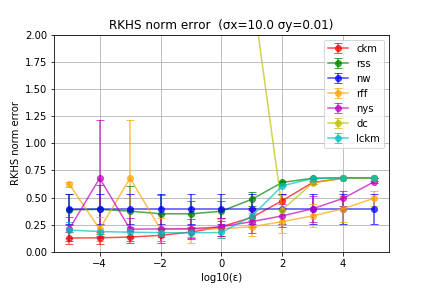 RKHS norm error  (σx=10.0 σy=0.01)
RKHS norm error
2.00
1.75
1.50
1.25
1.00
0.75
0.50
0.25
0.00
ckm
rss
nw
rff
nys
dc
lckm
−4
−2
0
2
4
log10(ε)